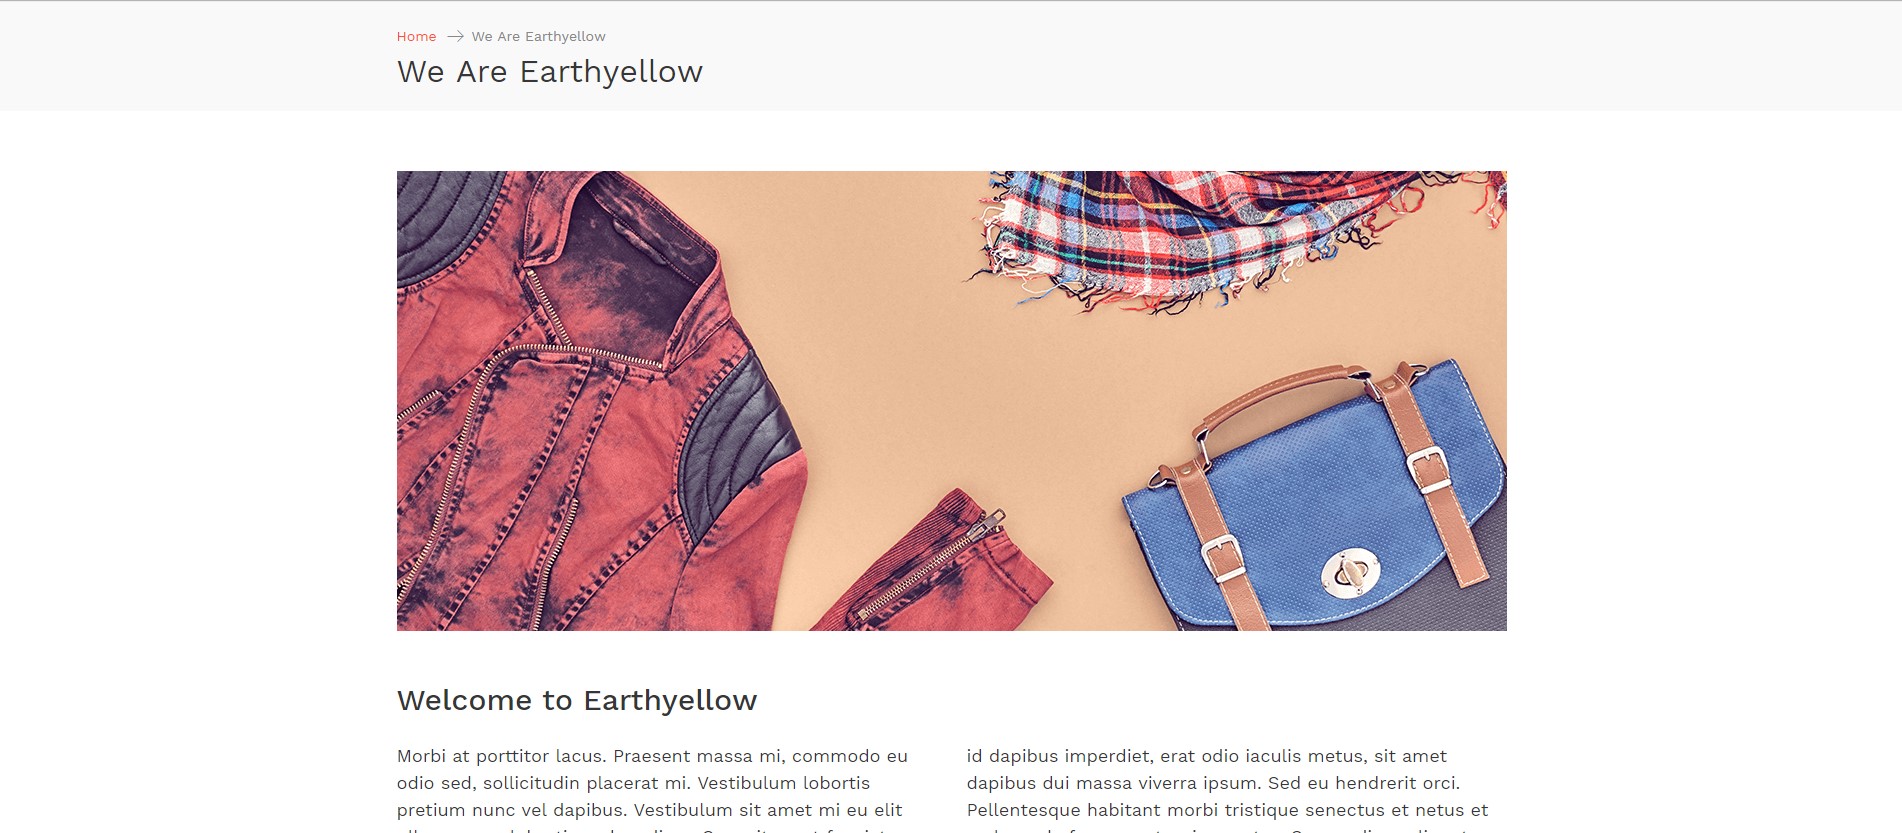 Home → We Are Earthyellow
We Are Earthyellow
Welcome to Earthyellow
Morbi at porttitor lacus. Praesent massa mi, commodo eu
odio sed, sollicitudin placerat mi. Vestibulum lobortis
pretium nunc vel dapibus. Vestibulum sit amet mi eu elit
id dapibus imperdiet, erat odio iaculis metus, sit amet
dapibus dui massa viverra ipsum. Sed eu hendrerit orci.
Pellentesque habitant morbi tristique senectus et netus et